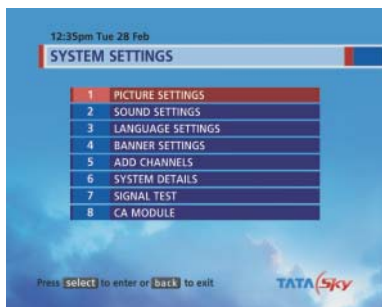 12:35pm Tue 28 Feb
SYSTEM SETTINGS
1 PICTURE SETTINGS
2 SOUND SETTINGS
3 LANGUAGE SETTINGS
4 BANNER SETTINGS
5 ADD CHANNELS
6 SYSTEM DETAILS
7 SIGNAL TEST
8 CA MODULE
Press select to enter or back to exit
TATA Sky